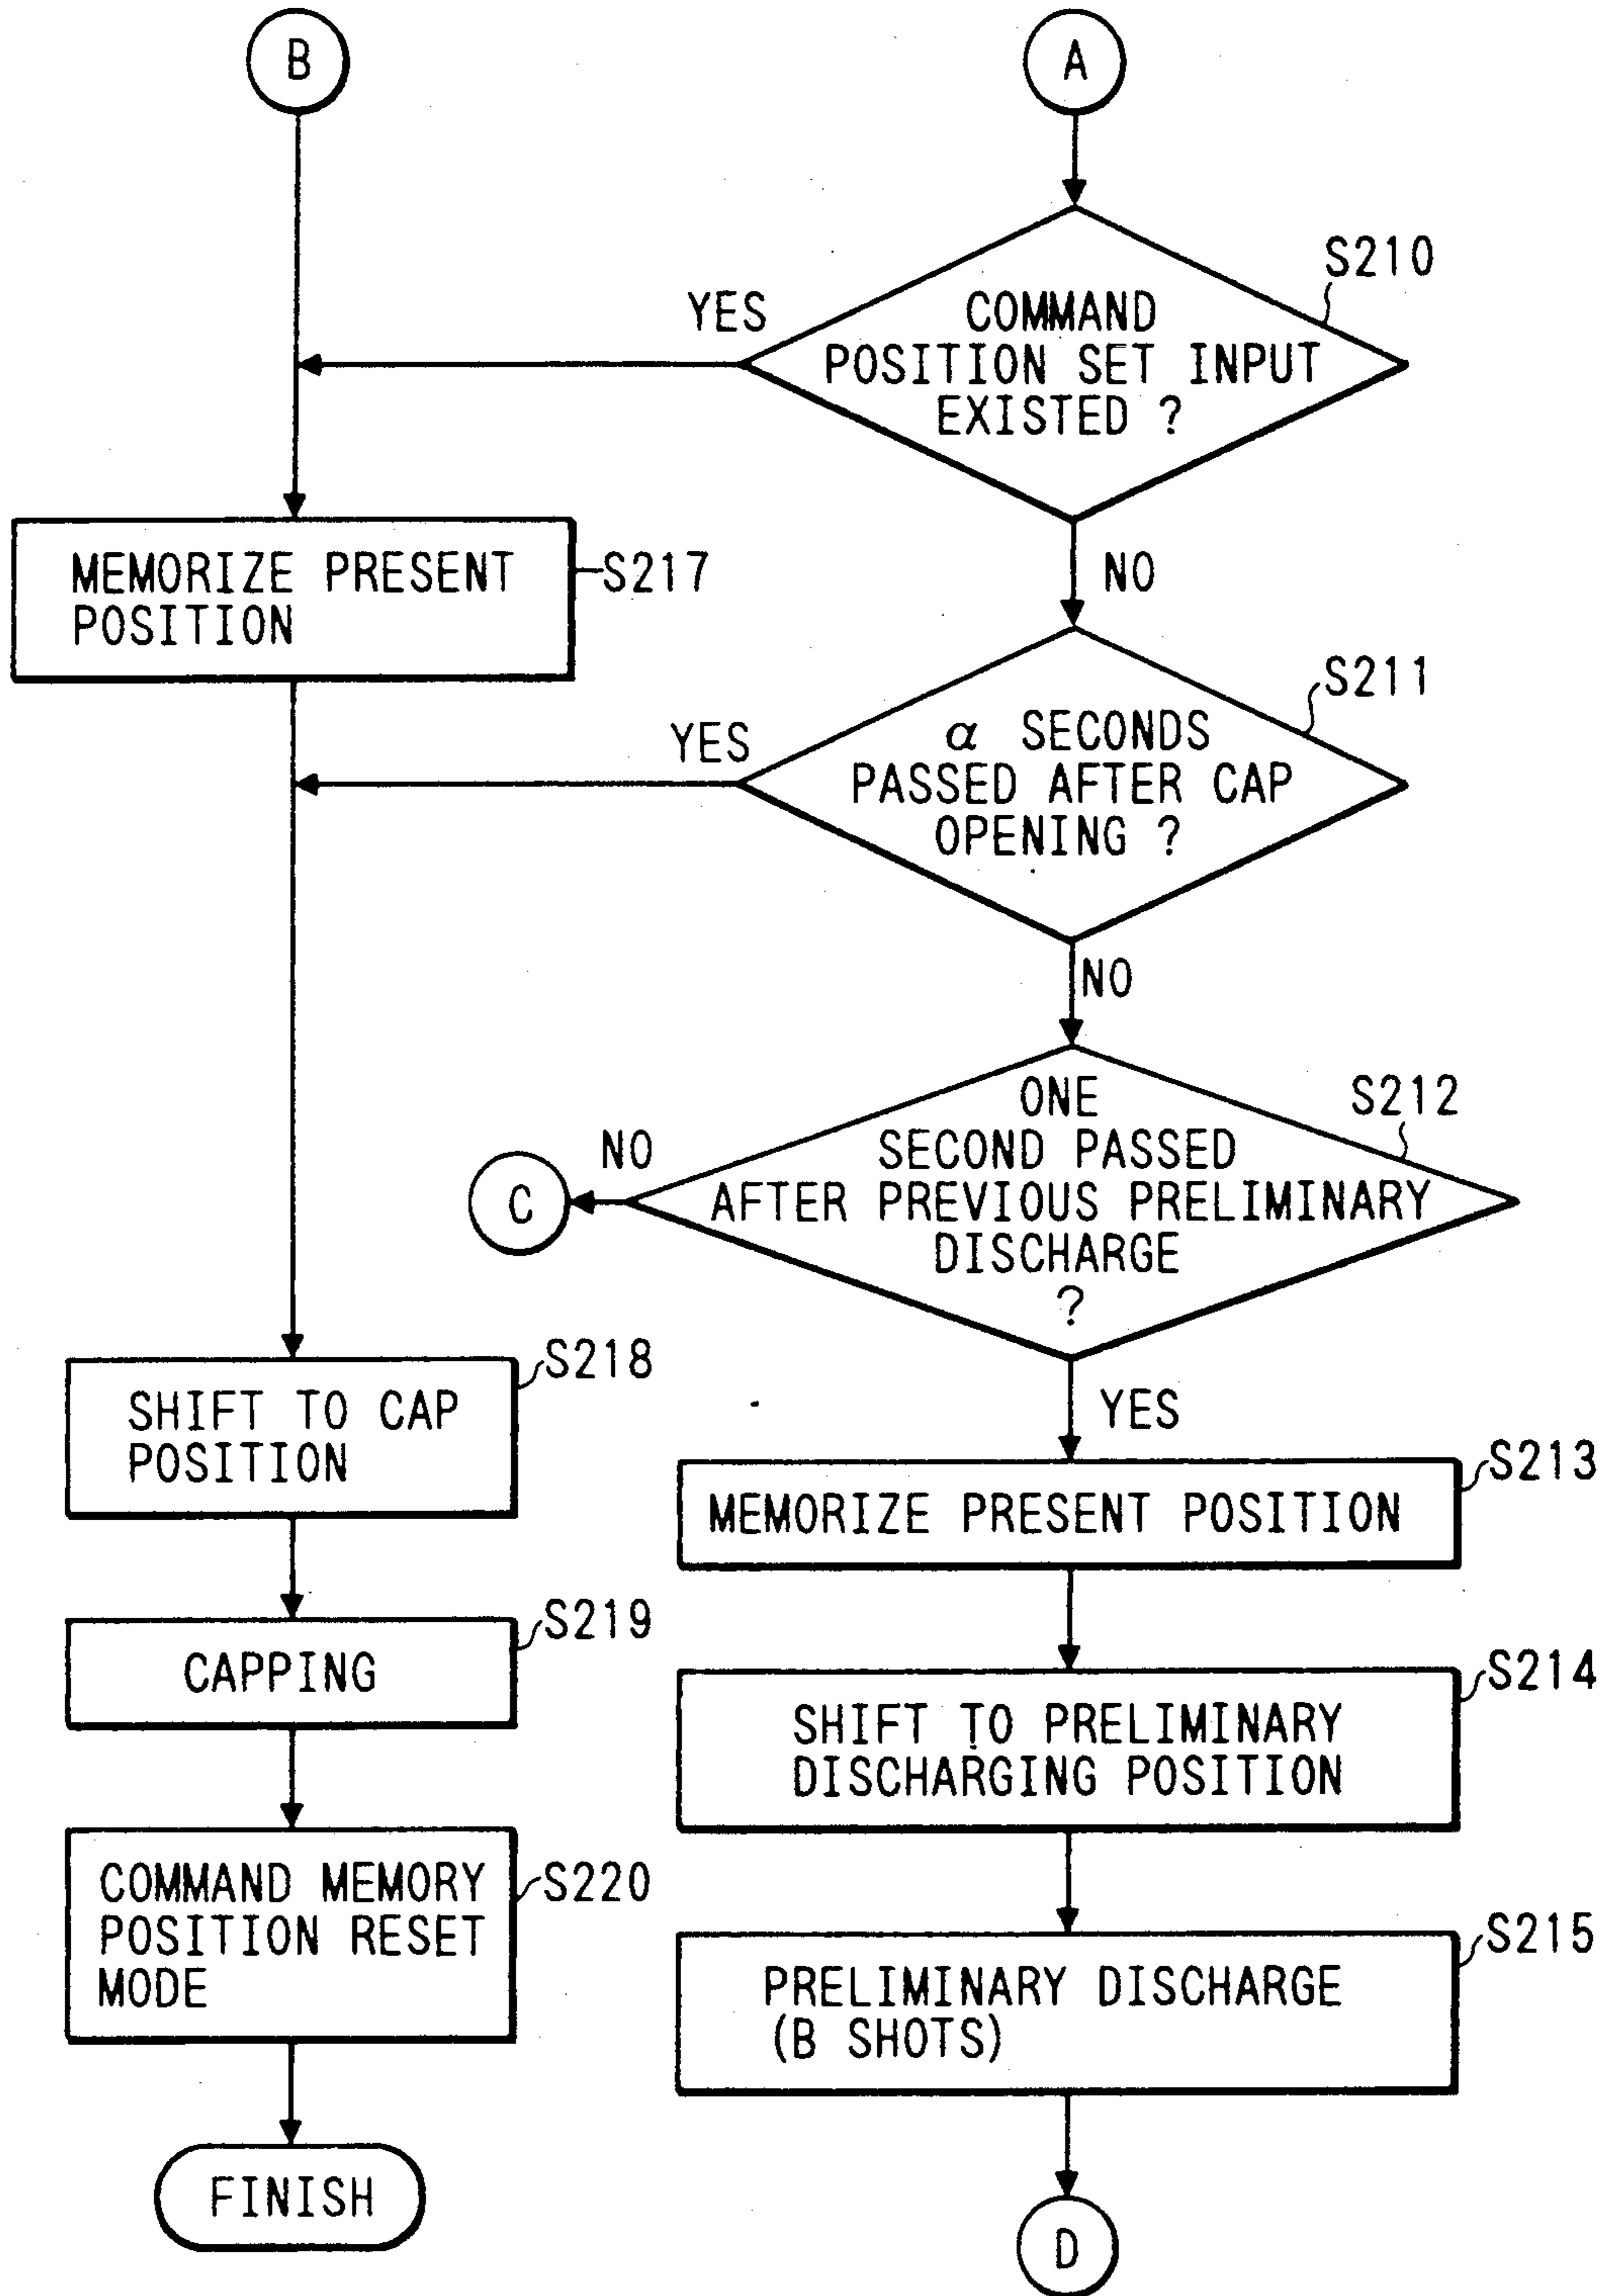 B
A
S210
YES
COMMAND
POSITION SET INPUT
EXISTED ?
MEMORIZE PRESENT
POSITION
S217
NO
S211
YES
α SECONDS
PASSED AFTER CAP
OPENING ?
NO
S212
ONE
SECOND PASSED
AFTER PREVIOUS PRELIMINARY
DISCHARGE
?
NO
C
S218
SHIFT TO CAP
POSITION
YES
S213
MEMORIZE PRESENT POSITION
S219
CAPPING
S214
SHIFT TO PRELIMINARY
DISCHARGING POSITION
S220
COMMAND MEMORY
POSITION RESET
MODE
S215
PRELIMINARY DISCHARGE
(B SHOTS)
FINISH
D